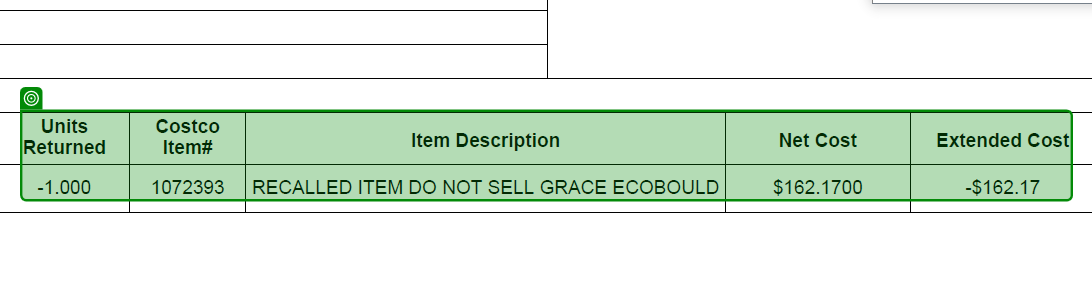 Units Returned Costco Item# Item Description Net Cost Extended Cost
-1.000 1072393 RECALLED ITEM DO NOT SELL GRACE ECOBOULD $162.1700 -$162.17